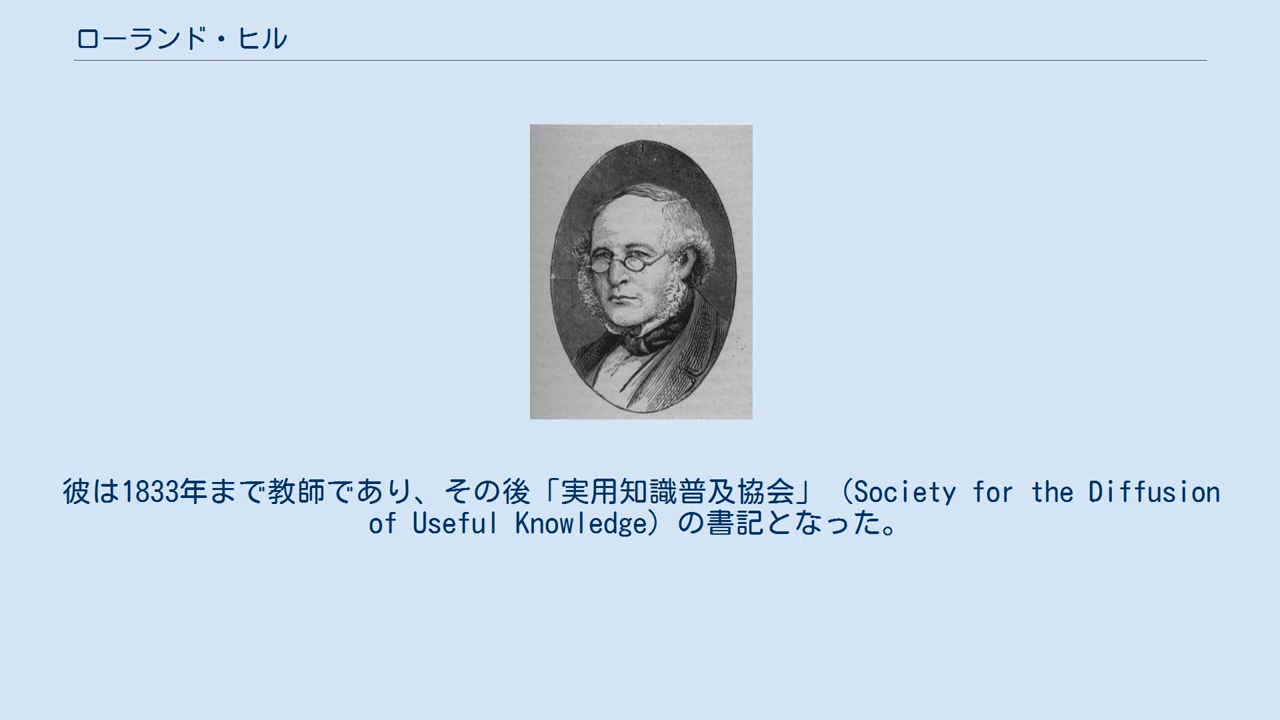 ローランド・ヒル
彼は1833年まで教師であり、その後「実用知識普及協会」（Society for the Diffusion
of Useful Knowledge）の書記となった。